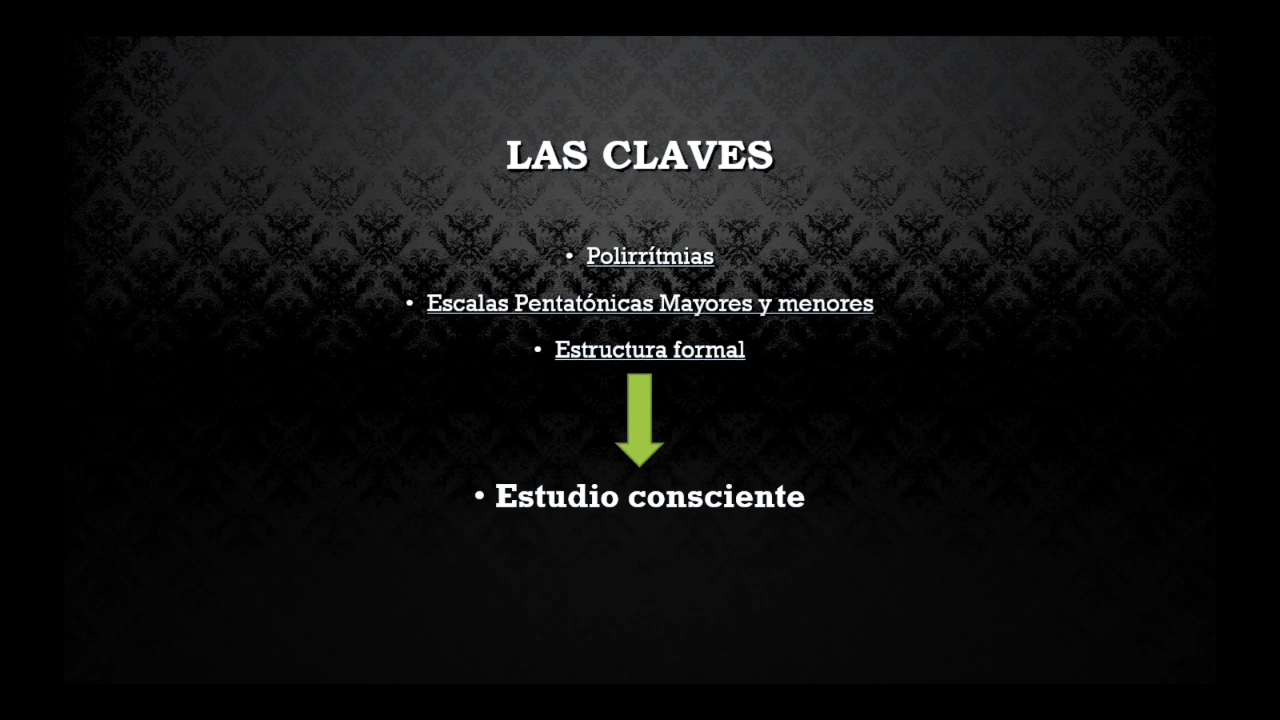 LAS CLAVES
• Polirrítmias
• Escalas Pentatónicas Mayores y menores
• Estructura formal
• Estudio consciente